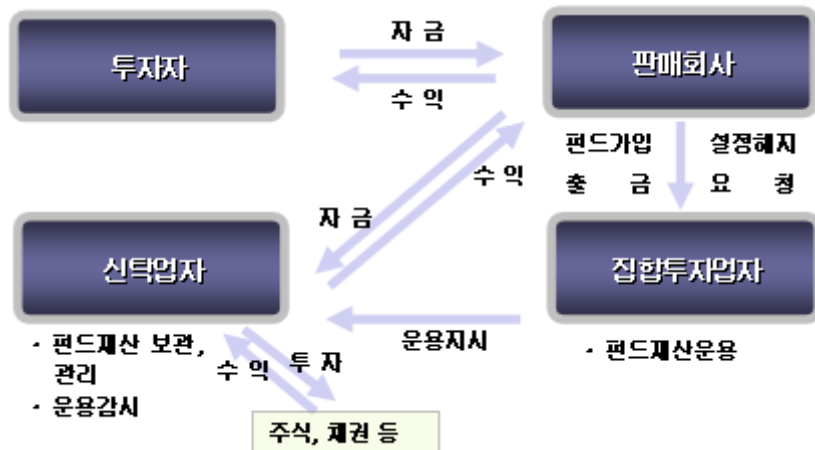 자 금
투자자
판매회사
수 익
펀드가입 설정해지
출 금 요 청
수 익
자 금
신탁업자
집합투자업자
운용지시
· 펀드재산 보관,
관리
· 운용감시
수 익
투 자
· 펀드재산운용
주식, 채권 등